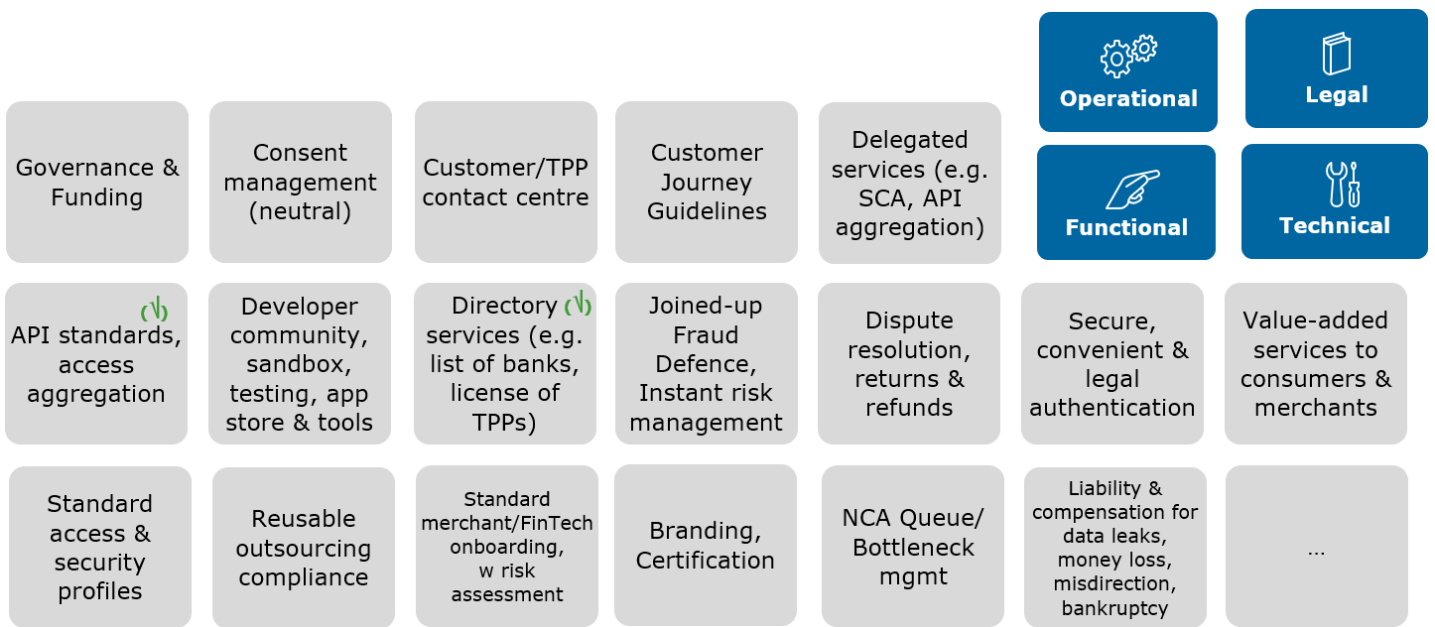 Operational
Legal
Governance &
Funding
Consent
management
(neutral)
Customer/TPP
contact centre
Customer
Journey
Guidelines
Delegated
services (e.g.
SCA, API
aggregation)
Functional
Technical
(√)
API standards,
access
aggregation
Developer
community,
sandbox,
testing, app
store & tools
Directory (√)
services (e.g.
list of banks,
license of
TPPs)
Joined-up
Fraud
Defence,
Instant risk
management
Dispute
resolution,
returns &
refunds
Secure,
convenient &
legal
authentication
Value-added
services to
consumers &
merchants
Standard
access &
security
profiles
Reusable
outsourcing
compliance
Standard
merchant/FinTech
onboarding,
w risk
assessment
Branding,
Certification
NCA Queue/
Bottleneck
mgmt
Liability &
compensation for
data leaks,
money loss,
misdirection,
bankruptcy
...